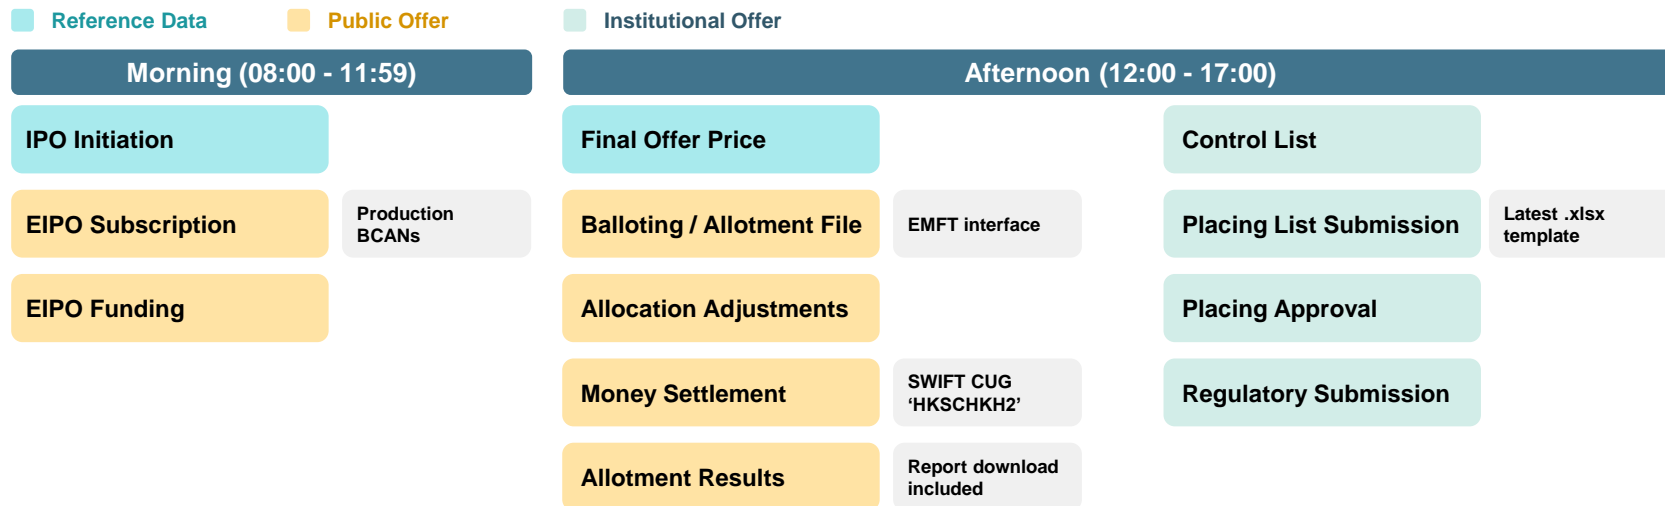 Reference Data
Public Offer
Institutional Offer
Morning (08:00 - 11:59)
Afternoon (12:00 - 17:00)
IPO Initiation
Final Offer Price
Control List
EIPO Subscription
Production
BCANs
Balloting / Allotment File
EMFT interface
Placing List Submission
Latest .xlsx
template
EIPO Funding
Allocation Adjustments
Placing Approval
Money Settlement
SWIFT CUG
‘HKSCHKH2’
Regulatory Submission
Allotment Results
Report download
included